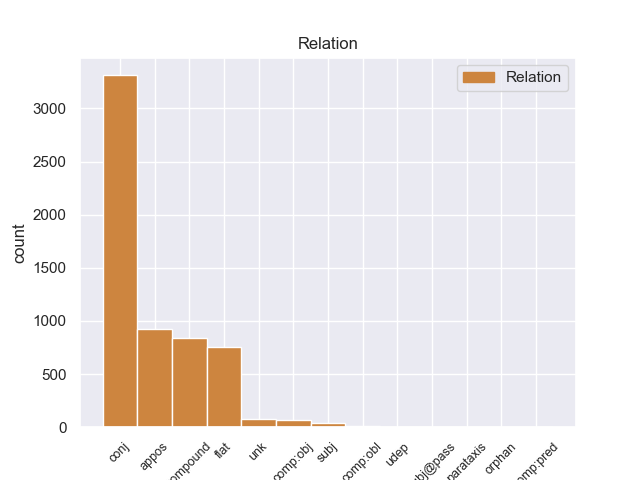 Relation
Relation
count
3000
2500
2000
1500
1000
500
0
conj
appos
ompound
flat
unk
comp:obj
subj
comp:obl
udep
bj@pass
parataxis
orphan
omp:pred